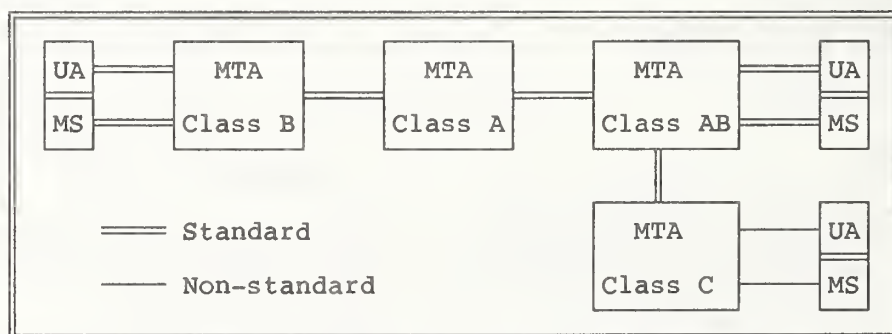 UA MTA MTA MTA UA
MS Class B Class A Class AB MS
Standard MTA UA
Non-standard Class C MS